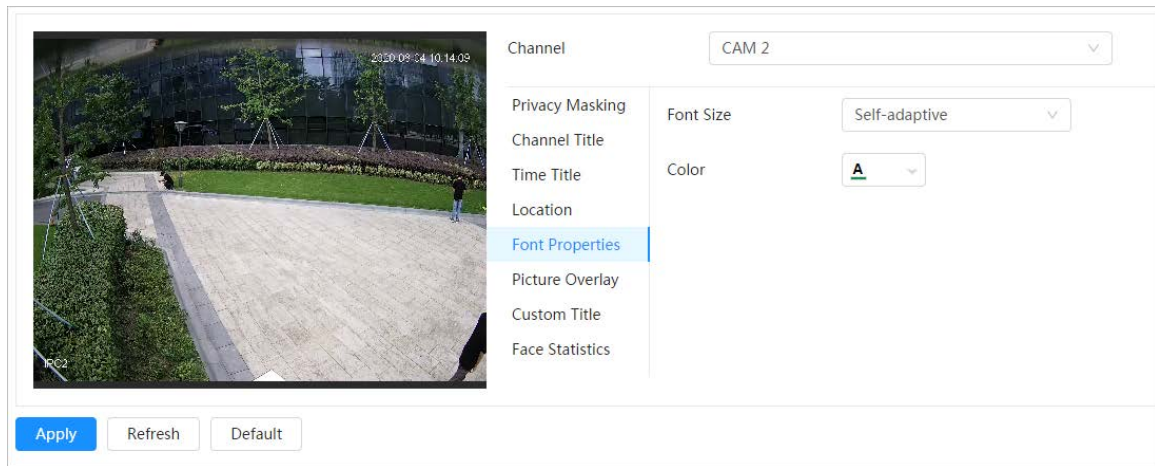 Channel
CAM 2
2020-09-04 10:14:09
Privacy Masking
Font Size
Self-adaptive
Channel Title
Time Title
Color
A
Location
Font Properties
Picture Overlay
Custom Title
Face Statistics
IPC2
Apply
Refresh
Default